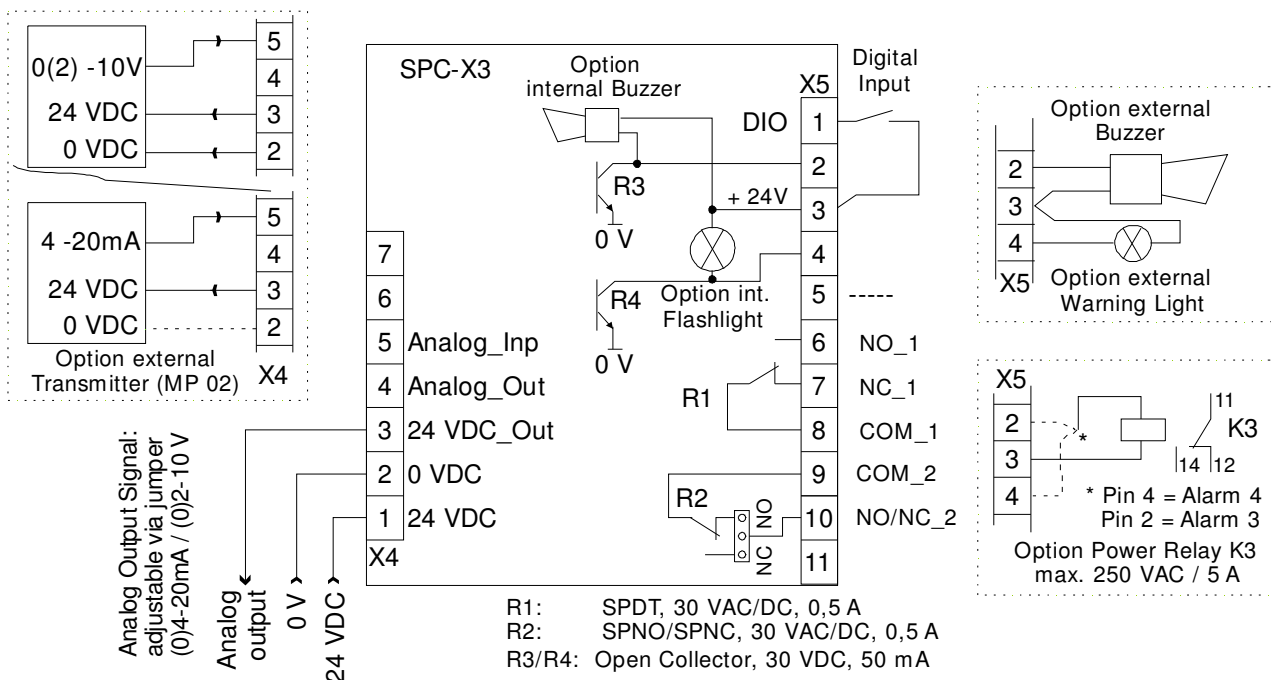 0(2) -10V
24 VDC
0 VDC
5
4
3
2
4 -20mA
24 VDC
0 VDC
5
4
3
2
Option external
Transmitter (MP 02)
X4
Analog Output Signal:
adjustable via jumper
(0)4-20mA / (0)2-10 V
Analog
output
0 V
24 VDC
SPC-X3
Option
internal Buzzer
7
6
5 Analog_Inp
4 Analog_Out
3 24 VDC_Out
2 0 VDC
1 24 VDC
X4
R3
0 V
+ 24V
R4
0 V
Option int.
Flashlight
R1
R2
NO
NC
X5
Digital
Input
DIO 1
2
3
4
5 -----
6 NO_1
7 NC_1
8 COM_1
9 COM_2
10 NO/NC_2
11
R1: SPDT, 30 VAC/DC, 0,5 A
R2: SPNO/SPNC, 30 VAC/DC, 0,5 A
R3/R4: Open Collector, 30 VDC, 50 mA
Option external
Buzzer
2
3
4
X5
Option external
Warning Light
X5
2
3
4
*
11
K3
14 12
* Pin 4 = Alarm 4
Pin 2 = Alarm 3
Option Power Relay K3
max. 250 VAC / 5 A